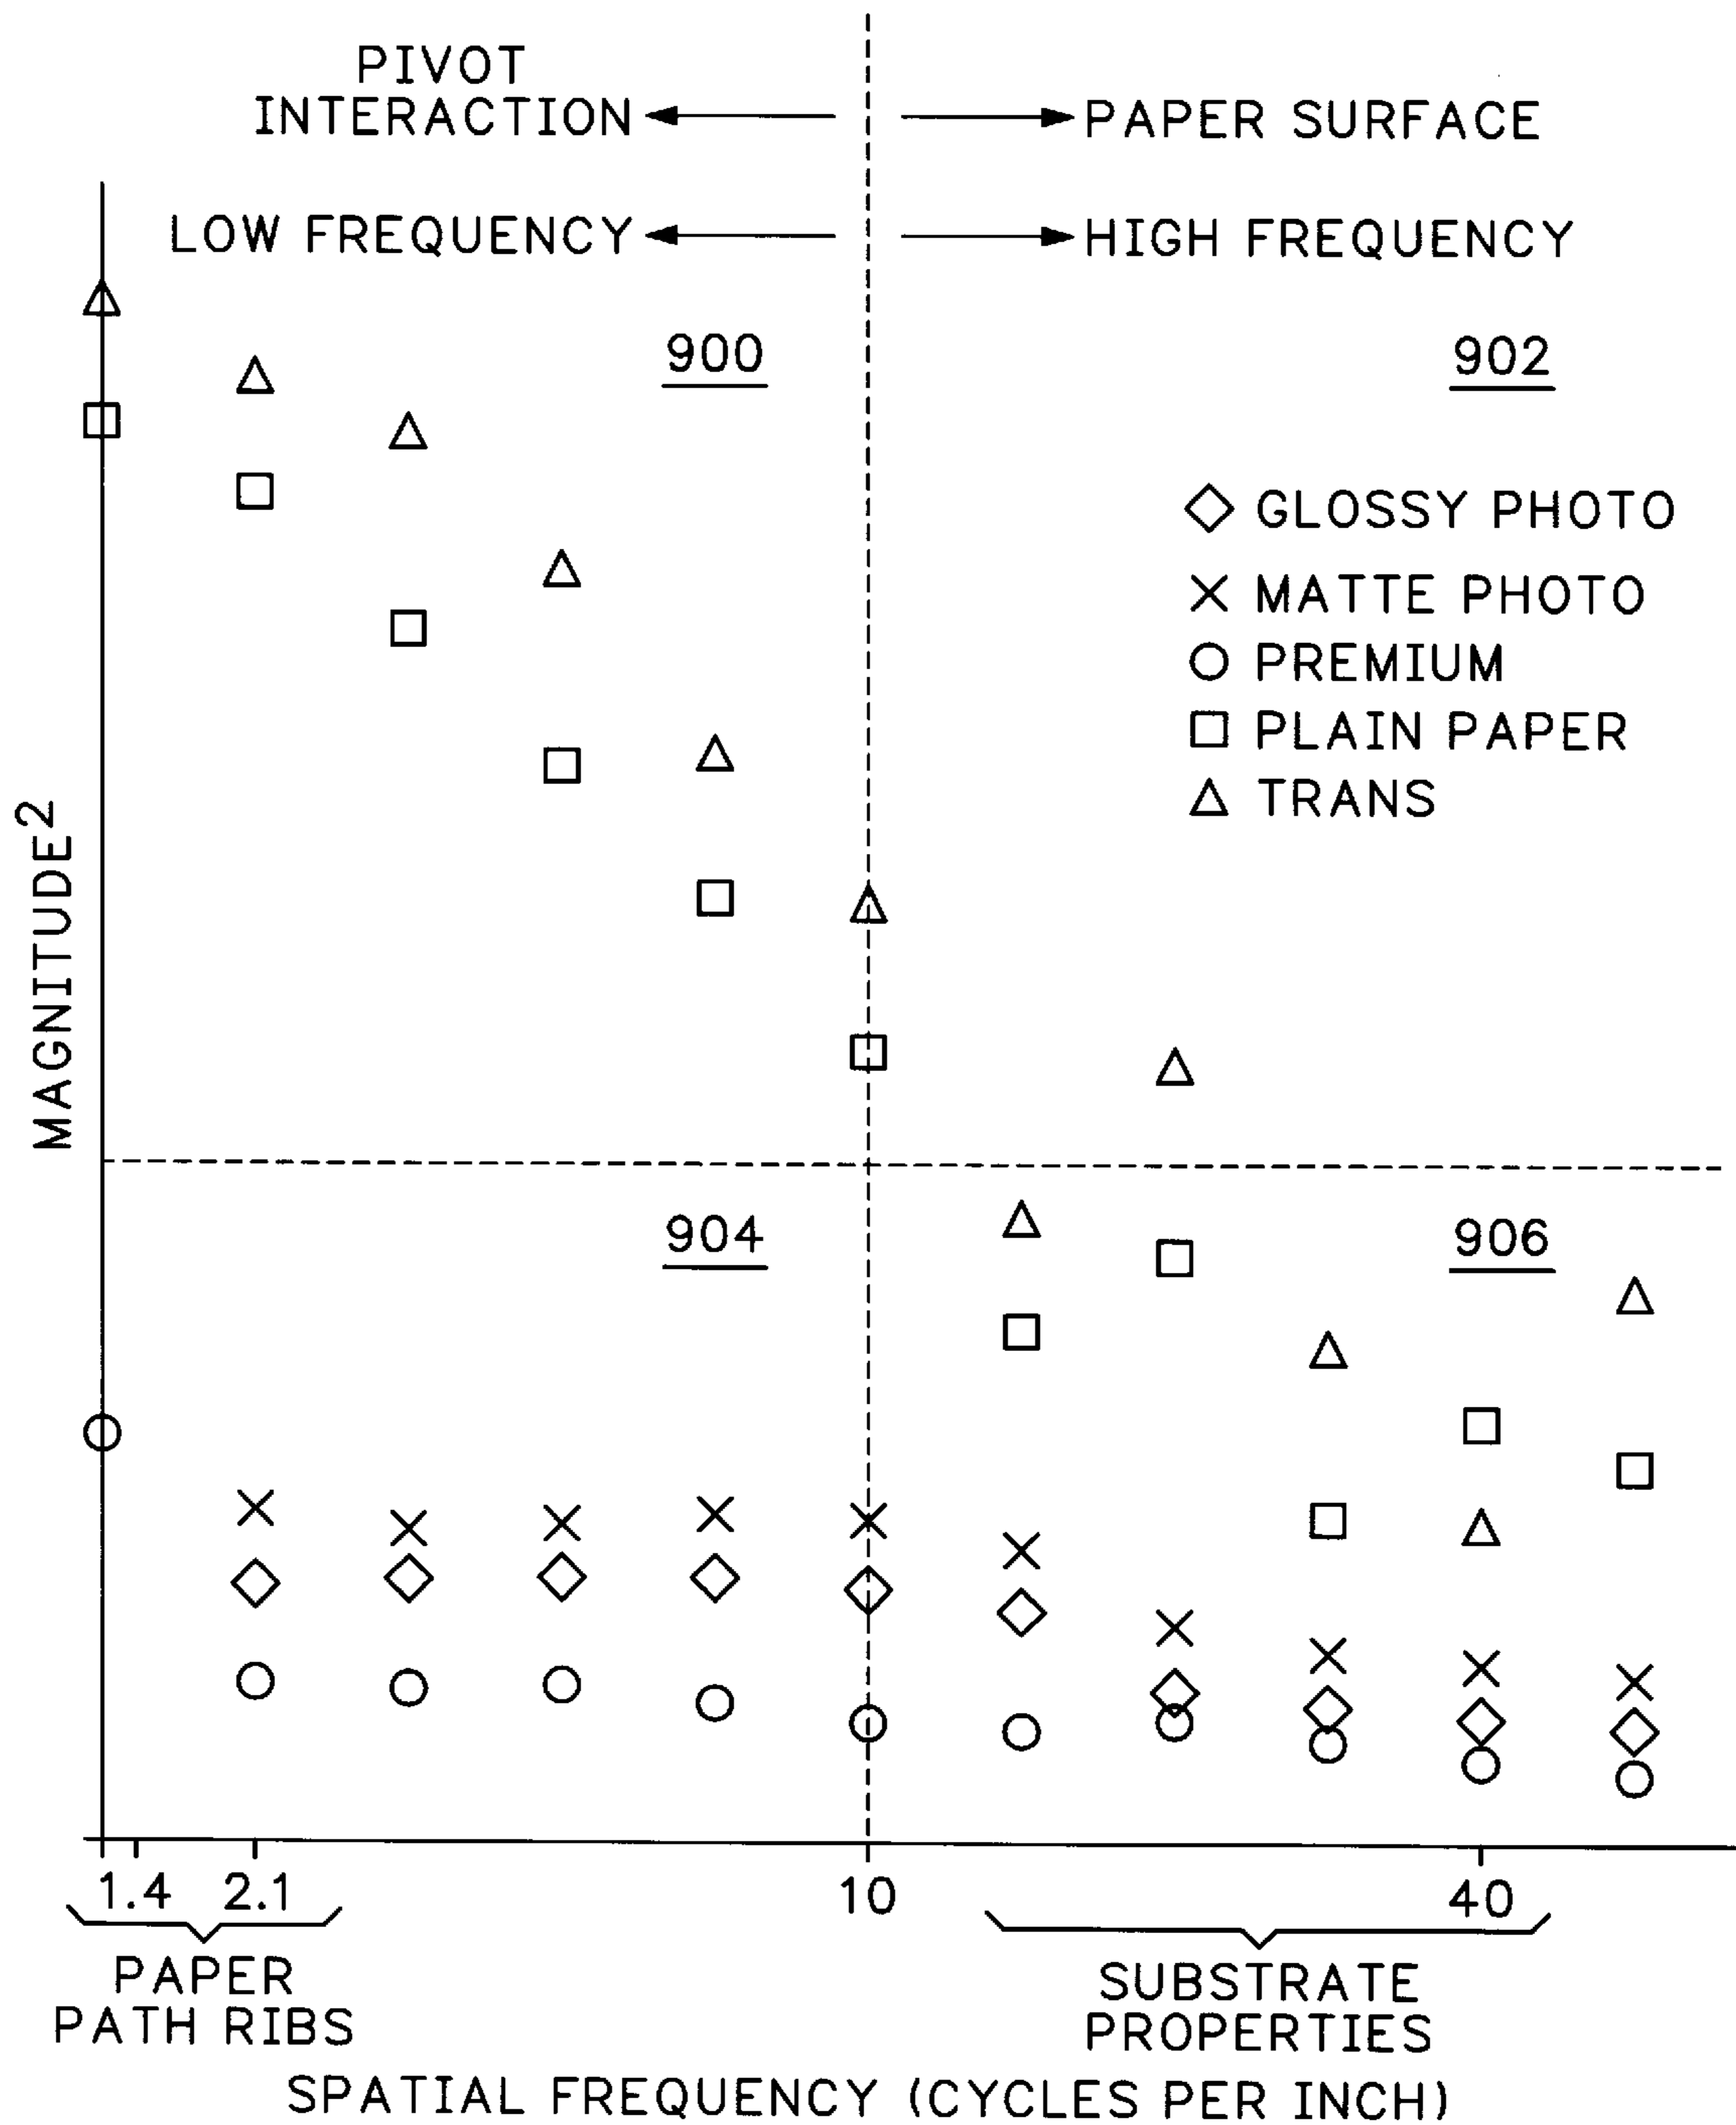 PIVOT
INTERACTION
PAPER SURFACE
LOW FREQUENCY
HIGH FREQUENCY
900
902
GLOSSY PHOTO
MATTE PHOTO
PREMIUM
PLAIN PAPER
TRANS
MAGNITUDE2
904
906
1.4
2.1
10
40
PAPER
PATH RIBS
SUBSTRATE
PROPERTIES
SPATIAL FREQUENCY (CYCLES PER INCH)